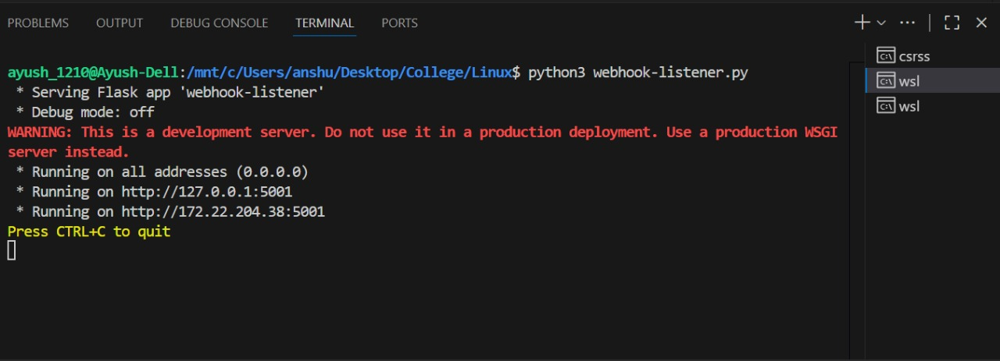 PROBLEMS OUTPUT DEBUG CONSOLE TERMINAL PORTS
ayush_1210@Ayush-Dell:/mnt/c/Users/anshu/Desktop/College/Linux$ python3 webhook-listener.py
 * Serving Flask app 'webhook-listener'
 * Debug mode: off
WARNING: This is a development server. Do not use it in a production deployment. Use a production WSGI
server instead.
 * Running on all addresses (0.0.0.0)
 * Running on http://127.0.0.1:5001
 * Running on http://172.22.204.38:5001
Press CTRL+C to quit
csrss
wsl
wsl